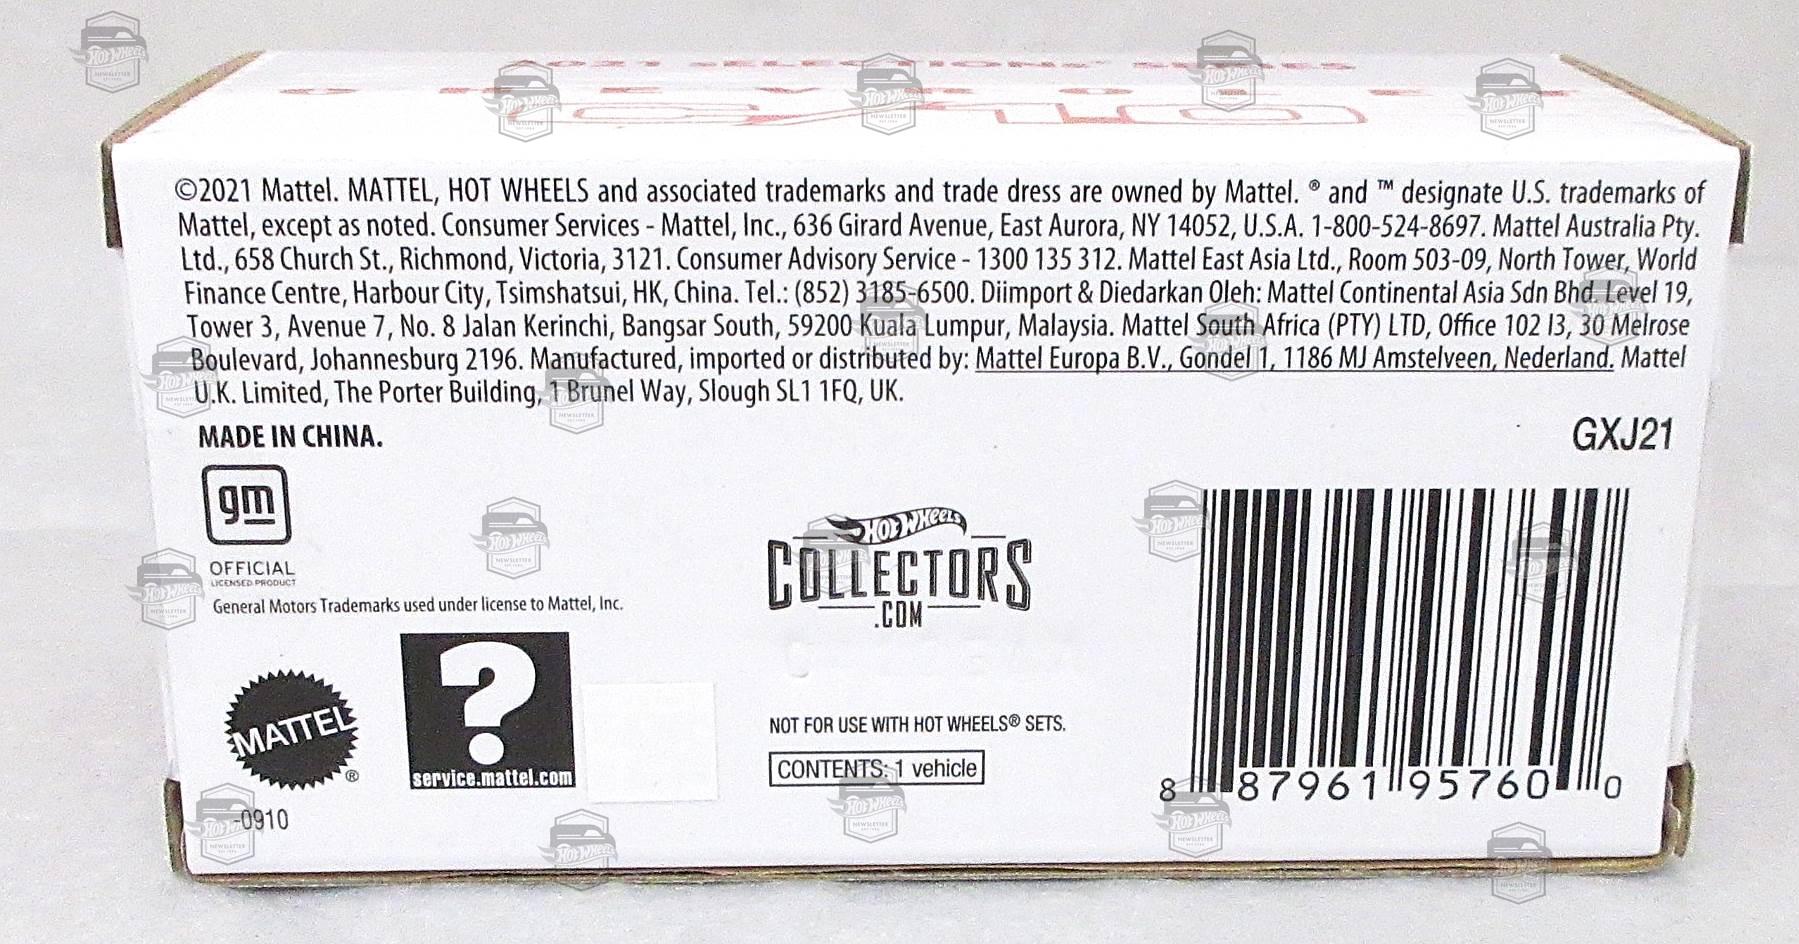 2021 SELECTIONS SERIES
CHEVROLET
C/10
©2021 Mattel. MATTEL, HOT WHEELS and associated trademarks and trade dress are owned by Mattel. ® and ™ designate U.S. trademarks of
Mattel, except as noted. Consumer Services - Mattel, Inc., 636 Girard Avenue, East Aurora, NY 14052, U.S.A. 1-800-524-8697. Mattel Australia Pty.
Ltd., 658 Church St., Richmond, Victoria, 3121. Consumer Advisory Service - 1300 135 312. Mattel East Asia Ltd., Room 503-09, North Tower, World
Finance Centre, Harbour City, Tsimshatsui, HK, China. Tel.: (852) 3185-6500. Diimport & Diedarkan Oleh: Mattel Continental Asia Sdn Bhd. Level 19,
Tower 3, Avenue 7, No. 8 Jalan Kerinchi, Bangsar South, 59200 Kuala Lumpur, Malaysia. Mattel South Africa (PTY) LTD, Office 102 I3, 30 Melrose
Boulevard, Johannesburg 2196. Manufactured, imported or distributed by: Mattel Europa B.V., Gondel 1, 1186 MJ Amstelveen, Nederland. Mattel
U.K. Limited, The Porter Building, 1 Brunel Way, Slough SL1 1FQ, UK.
MADE IN CHINA.
GXJ21
gm
OFFICIAL
LICENSED PRODUCT
General Motors Trademarks used under license to Mattel, Inc.
HOT WHEELS
COLLECTORS
.COM
MATTEL®
?
service.mattel.com
NOT FOR USE WITH HOT WHEELS® SETS.
CONTENTS: 1 vehicle
8 87961 95760 0
-0910
HOT WHEELS
NEWSLETTER